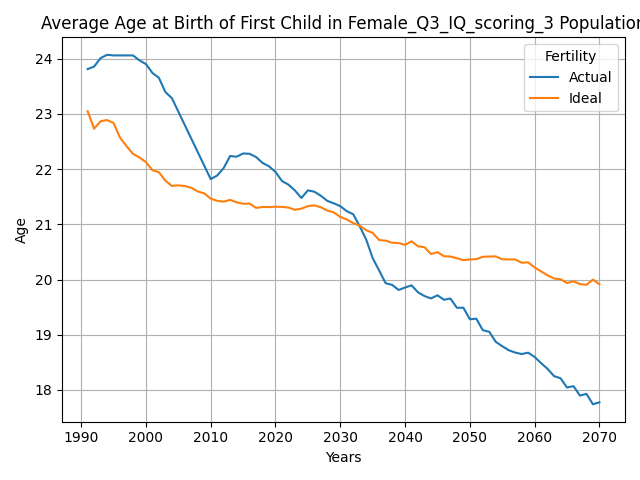 Average Age at Birth of First Child in Female_Q3_IQ_scoring_3 Population
Fertility
Actual
Ideal
Age
24
23
22
21
20
19
18
1990
2000
2010
2020
2030
2040
2050
2060
2070
Years